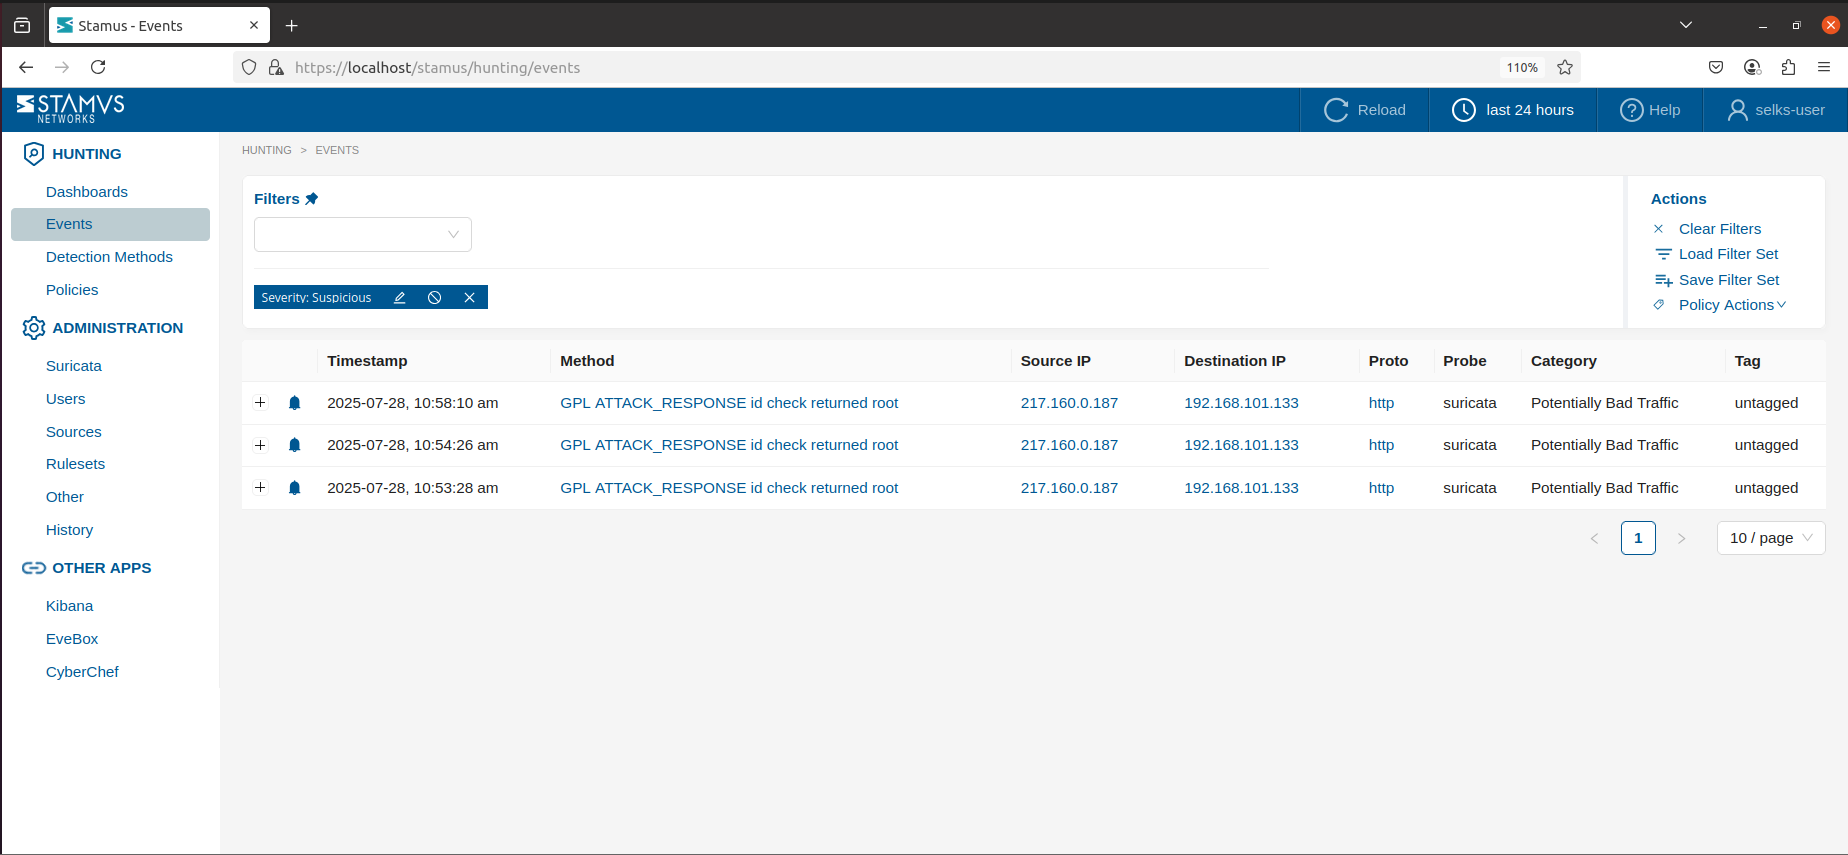 Stamus - Events
https://localhost/stamus/hunting/events
110%
STAMVS
NETWORKS
Reload
last 24 hours
Help
selks-user
HUNTING
Dashboards
Events
Detection Methods
Policies
ADMINISTRATION
Suricata
Users
Sources
Rulesets
Other
History
OTHER APPS
Kibana
EveBox
CyberChef
HUNTING > EVENTS
Filters
Severity: Suspicious
Actions
Clear Filters
Load Filter Set
Save Filter Set
Policy Actions
Timestamp Method Source IP Destination IP Proto Probe Category Tag
2025-07-28, 10:58:10 am GPL ATTACK_RESPONSE id check returned root 217.160.0.187 192.168.101.133 http suricata Potentially Bad Traffic untagged
2025-07-28, 10:54:26 am GPL ATTACK_RESPONSE id check returned root 217.160.0.187 192.168.101.133 http suricata Potentially Bad Traffic untagged
2025-07-28, 10:53:28 am GPL ATTACK_RESPONSE id check returned root 217.160.0.187 192.168.101.133 http suricata Potentially Bad Traffic untagged
< 1 > 10 / page